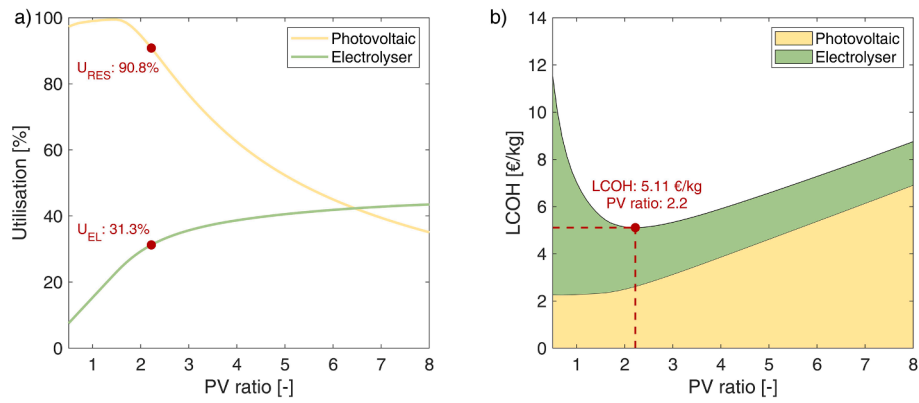 a)
100
80
60
40
20
0
Utilisation [%]
Photovoltaic
Electrolyser
U_RES: 90.8%
U_EL: 31.3%
1 2 3 4 5 6 7 8
PV ratio [-]
b)
14
12
10
8
6
4
2
0
LCOH [€/kg]
Photovoltaic
Electrolyser
LCOH: 5.11 €/kg
PV ratio: 2.2
1 2 3 4 5 6 7 8
PV ratio [-]